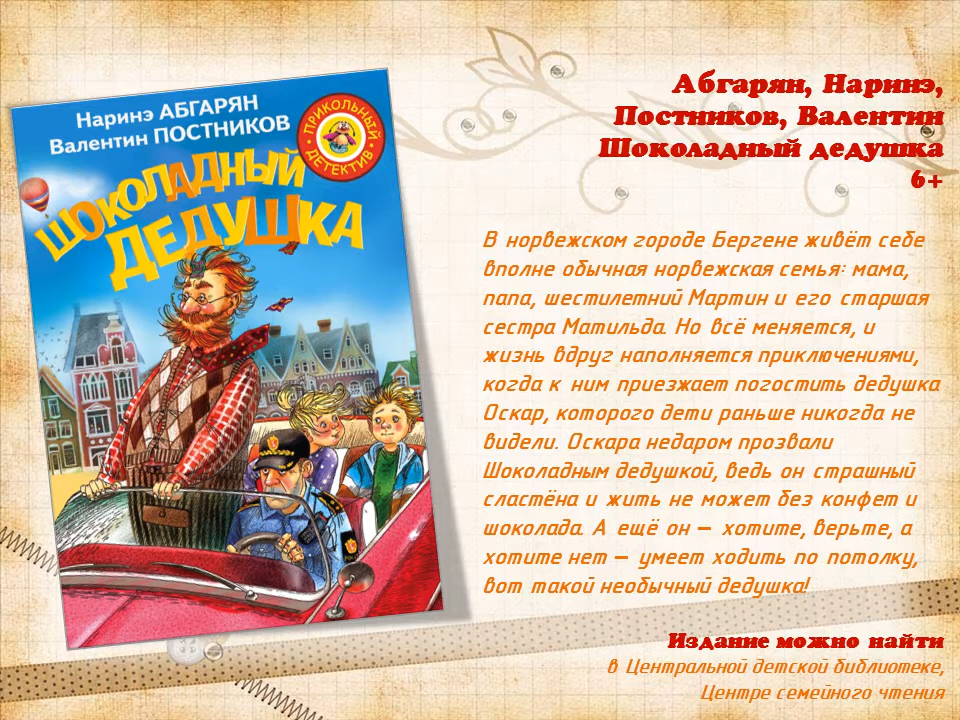 Наринэ АБГАРЯН
Валентин ПОСТНИКОВ
ПРИКОЛЬНЫЙ
ДЕТЕКТИВ
ШОКОЛАДНЫЙ
ДЕДУШКА
Абгарян, Наринэ,
Постников, Валентин
Шоколадный дедушка
6+
В норвежском городе Бергене живёт себе
вполне обычная норвежская семья: мама,
папа, шестилетний Мартин и его старшая
сестра Матильда. Но всё меняется, и
жизнь вдруг наполняется приключениями,
когда к ним приезжает погостить дедушка
Оскар, которого дети раньше никогда не
видели. Оскара недаром прозвали
Шоколадным дедушкой, ведь он страшный
сластёна и жить не может без конфет и
шоколада. А ещё он – хотите, верьте, а
хотите нет – умеет ходить по потолку,
вот такой необычный дедушка!
Издание можно найти
в Центральной детской библиотеке,
Центре семейного чтения